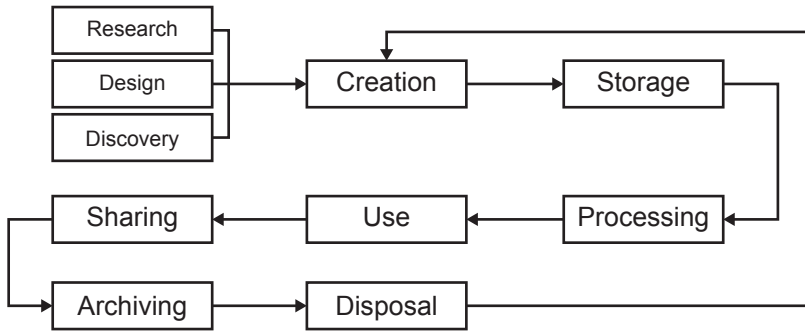 Research
Design
Discovery
Creation
Storage
Processing
Use
Sharing
Archiving
Disposal